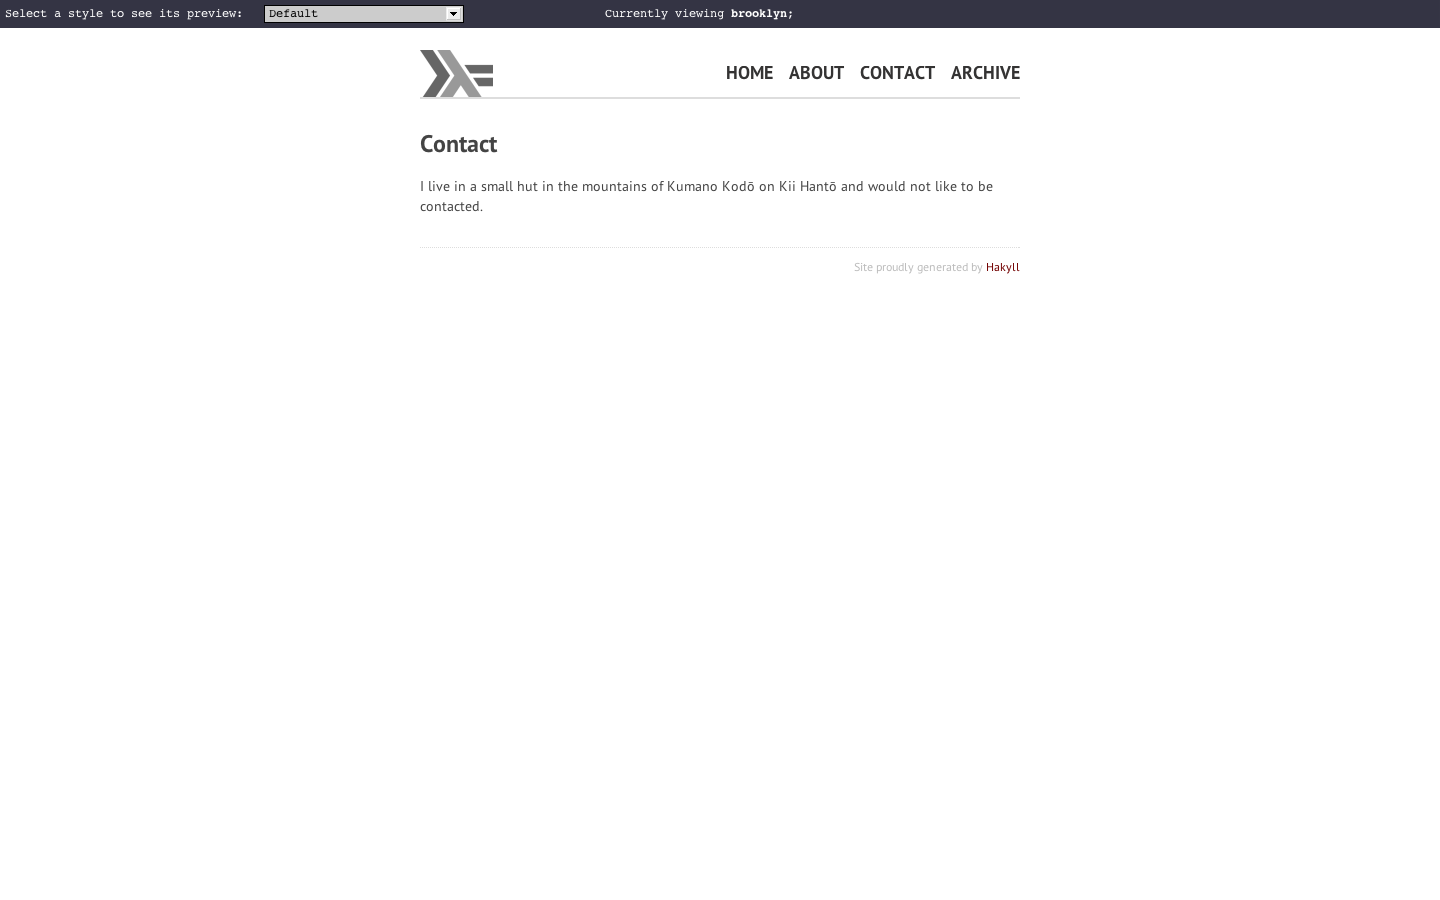 Select a style to see its preview: Default Currently viewing brooklyn;
HOME ABOUT CONTACT ARCHIVE
Contact
I live in a small hut in the mountains of Kumano Kodō on Kii Hantō and would not like to be
contacted.
Site proudly generated by Hakyll